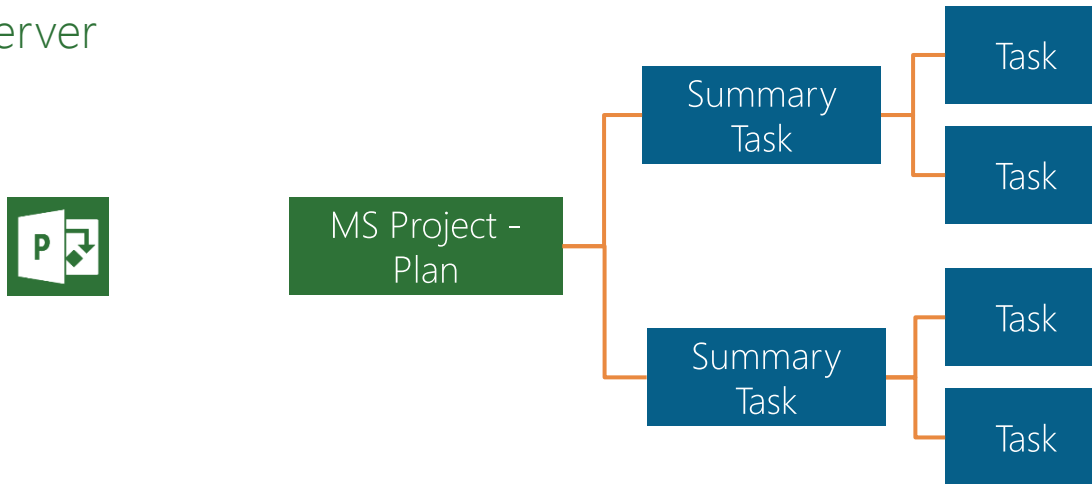 erver
MS Project -
Plan
Summary
Task
Task
Task
Summary
Task
Task
Task
P